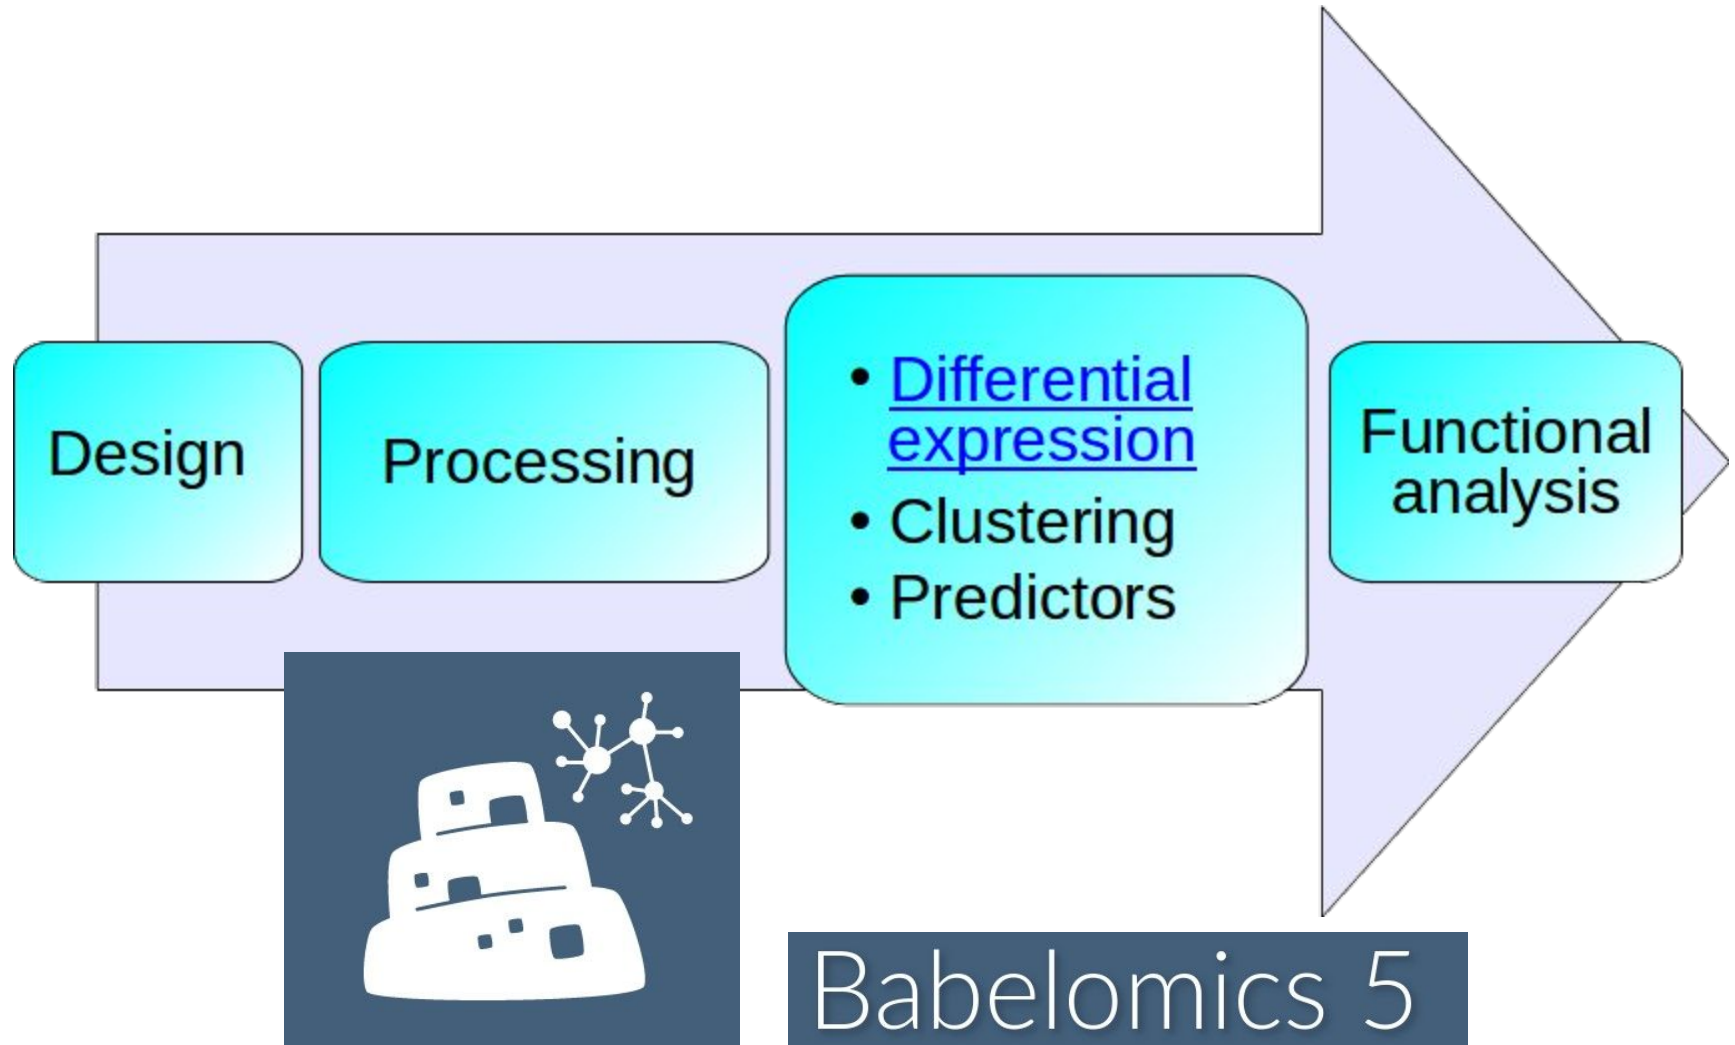 Design
Processing
• Differential
expression
• Clustering
• Predictors
Functional
analysis
Babelomics 5